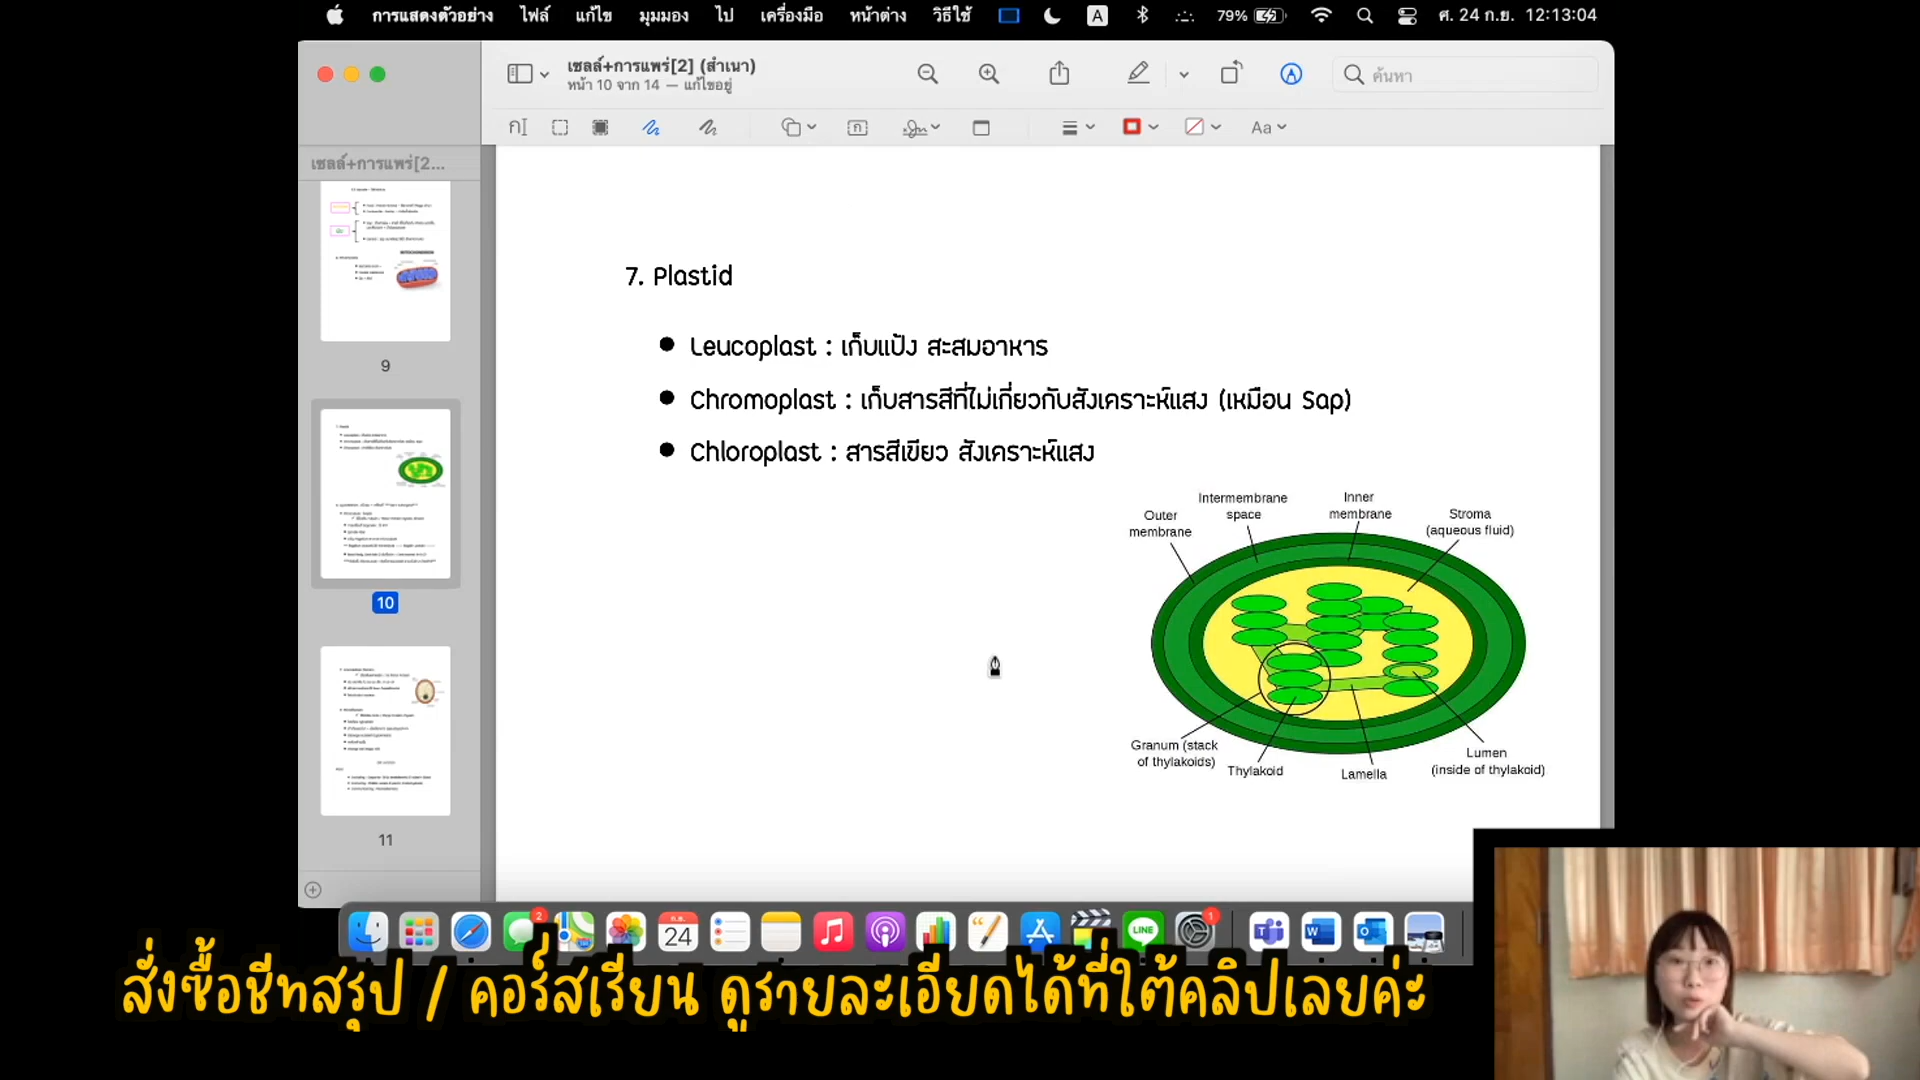 การแสดงตัวอย่าง ไฟล์ แก้ไข มุมมอง ไป เครื่องมือ หน้าต่าง วิธีใช้ A 79% ศ. 24 ก.ย. 12:13:04
เซลล์+การแพร่[2] (สำเนา)
หน้า 10 จาก 14 — แก้ไขอยู่
ค้นหา
Aa
เซลล์+การแพร่[2...
9
10
11
7. Plastid
Leucoplast : เก็บแป้ง สะสมอาหาร
Chromoplast : เก็บสารสีที่ไม่เกี่ยวกับสังเคราะห์แสง (เหมือน Sap)
Chloroplast : สารสีเขียว สังเคราะห์แสง
Outer membrane
Intermembrane space
Inner membrane
Stroma (aqueous fluid)
Granum (stack of thylakoids)
Thylakoid
Lamella
Lumen (inside of thylakoid)
2
ก.ย.
24
LINE
1
สั่งซื้อชีทสรุป / คอร์สเรียน ดูรายละเอียดได้ที่ใต้คลิปเลยค่ะ